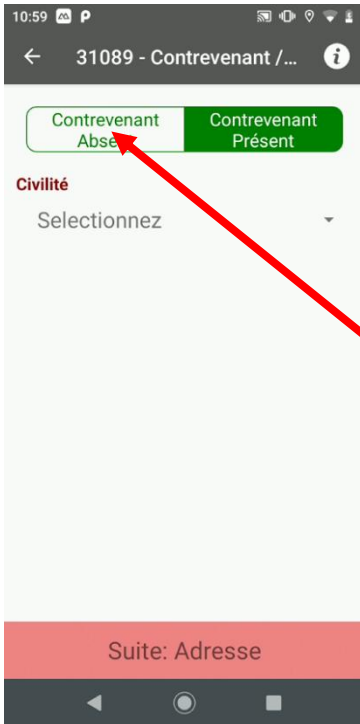 10:59
31089 - Contrevenant /...
Contrevenant
Contrevenant
Présent
Civilité
Selectionnez
Suite: Adresse